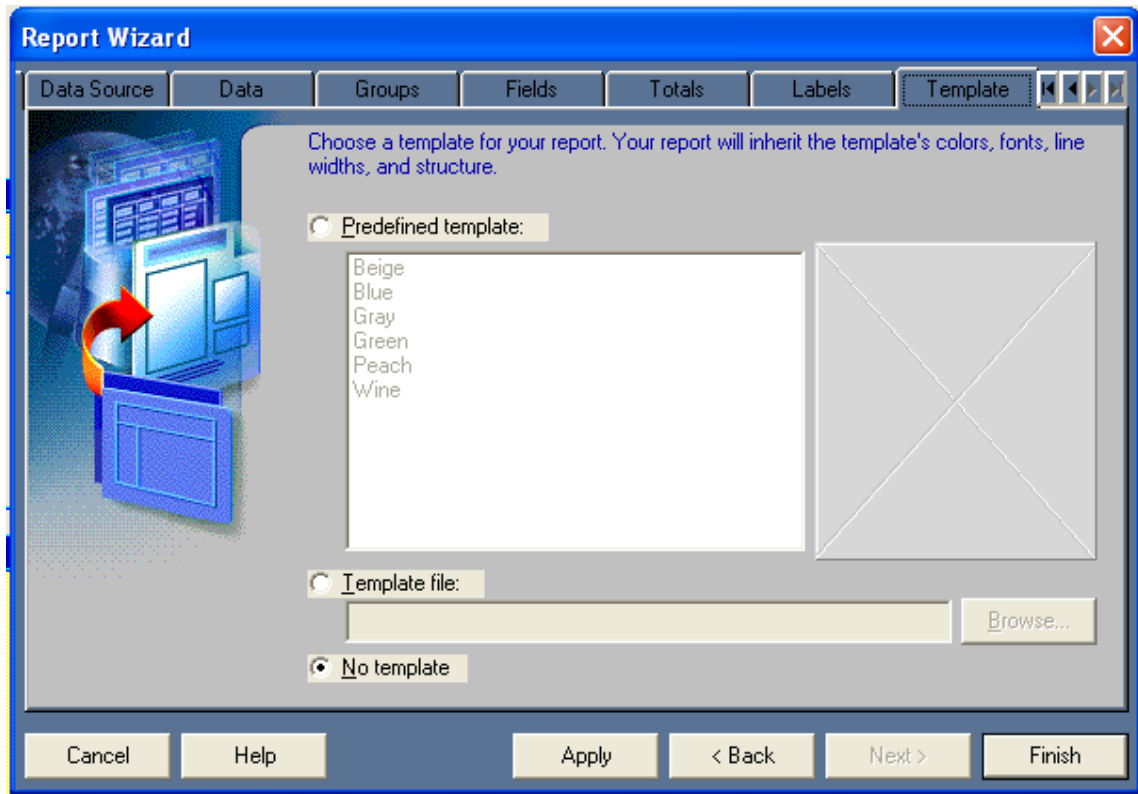 Report Wizard
Data Source Data Groups Fields Totals Labels Template
Choose a template for your report. Your report will inherit the template's colors, fonts, line
widths, and structure.
Predefined template:
Beige
Blue
Gray
Green
Peach
Wine
Template file:
Browse...
No template
Cancel Help Apply < Back Next > Finish